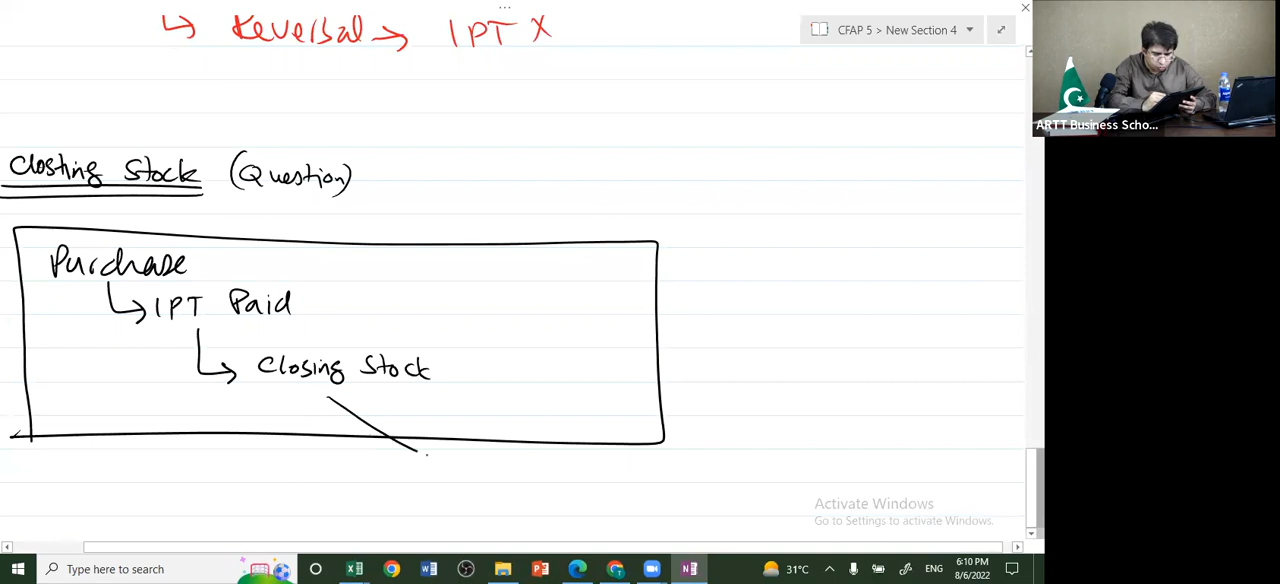 ↳ Reversal → IPT X
CFAP 5 > New Section 4
ARTT Business Scho...
Closting Stock (Question)
Purchase
↳ IPT Paid
↳ Closing Stock
Activate Windows
Go to Settings to activate Windows.
Type here to search
31°C
ENG
6:10 PM
8/6/2022